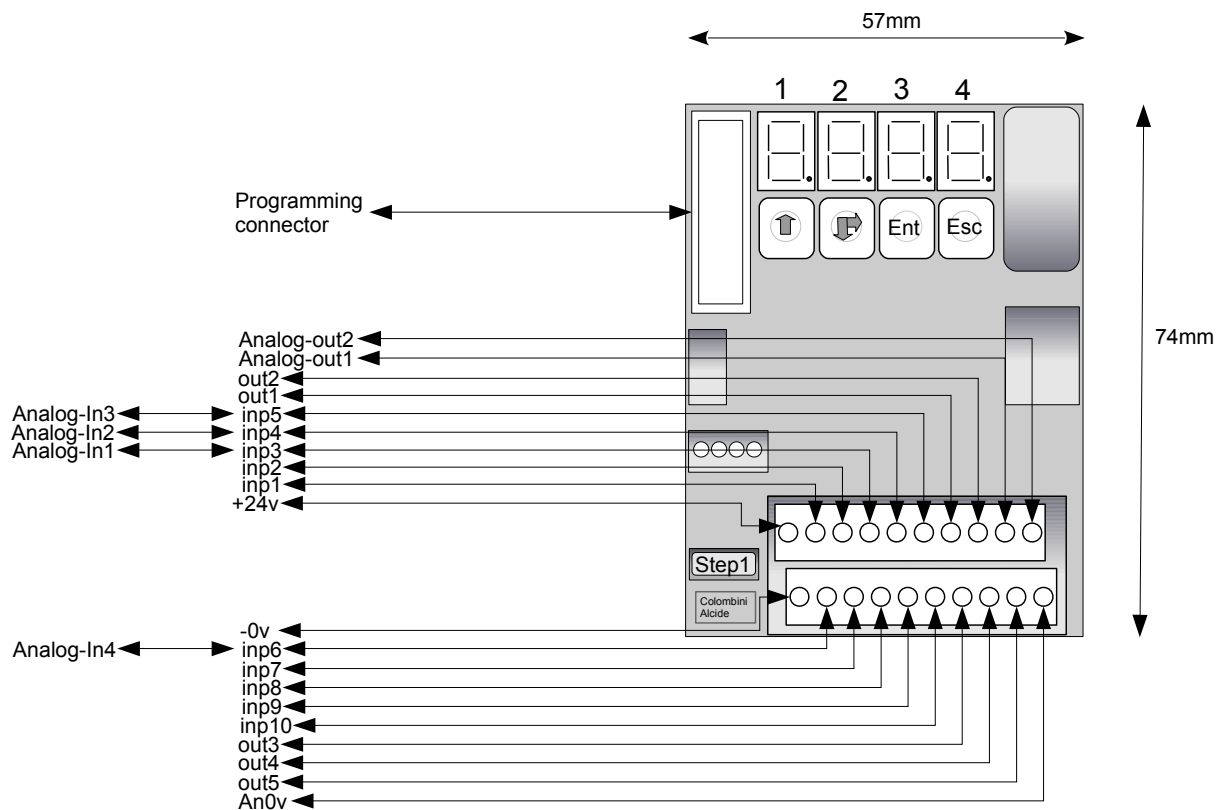 57mm
1 2 3 4
Programming
connector
Ent Esc
Analog-out2
74mm
Analog-out1
out2
out1
Analog-In3 inp5
Analog-In2 inp4
Analog-In1 inp3
inp2
inp1
+24v
Step1
Colombini
Alcide
-0v
Analog-In4 inp6
inp7
inp8
inp9
inp10
out3
out4
out5
An0v